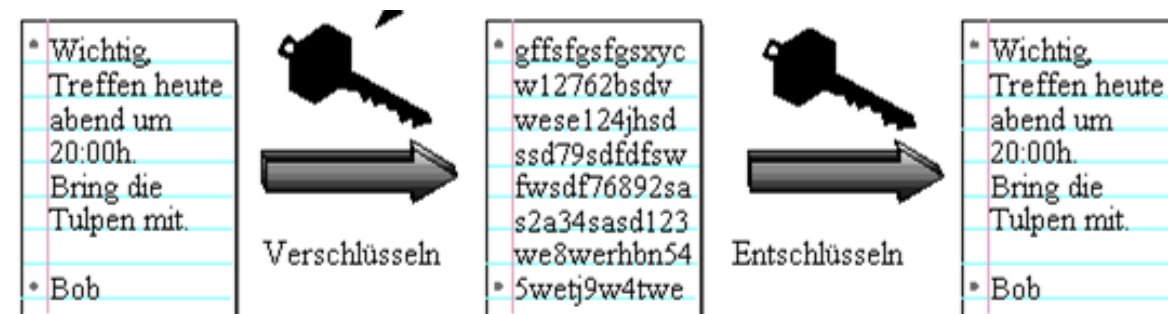 Wichtig,
Treffen heute
abend um
20:00h.
Bring die
Tulpen mit.
Bob
Verschlüsseln
gffsfgsfgsxyc
w12762bsdv
wese124jhsd
ssd79sdfdfsw
fwsdf76892sa
s2a34sasd123
we8werhbn54
5wetj9w4twe
Entschlüsseln
Wichtig,
Treffen heute
abend um
20:00h.
Bring die
Tulpen mit.
Bob